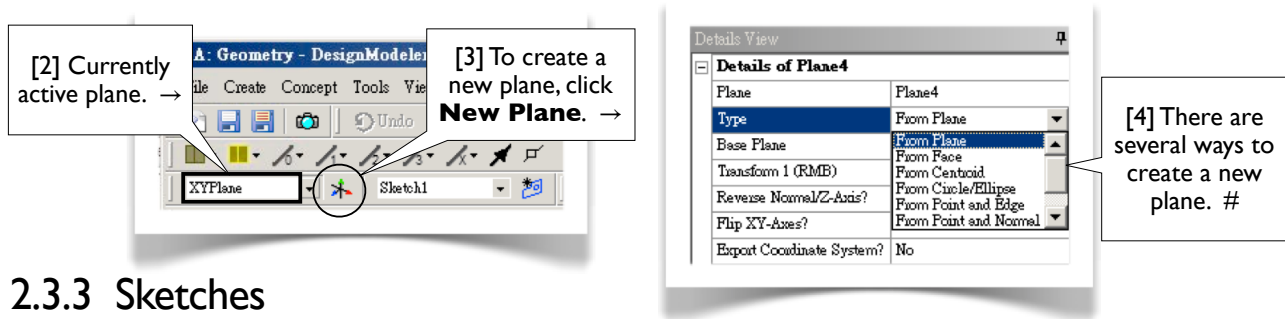 [2] Currently
active plane. →
A: Geometry - DesignModeler
ile Create Concept Tools Vie
Undo
XYPlane
Sketch1
[3] To create a
new plane, click
New Plane. →
Details View
Details of Plane4
Plane Plane4
Type From Plane
Base Plane
Transform 1 (RMB)
Reverse Normal/Z-Axis?
Flip XY-Axes?
Export Coordinate System? No
From Plane
From Face
From Centroid
From Circle/Ellipse
From Point and Edge
From Point and Normal
[4] There are
several ways to
create a new
plane. #
2.3.3 Sketches